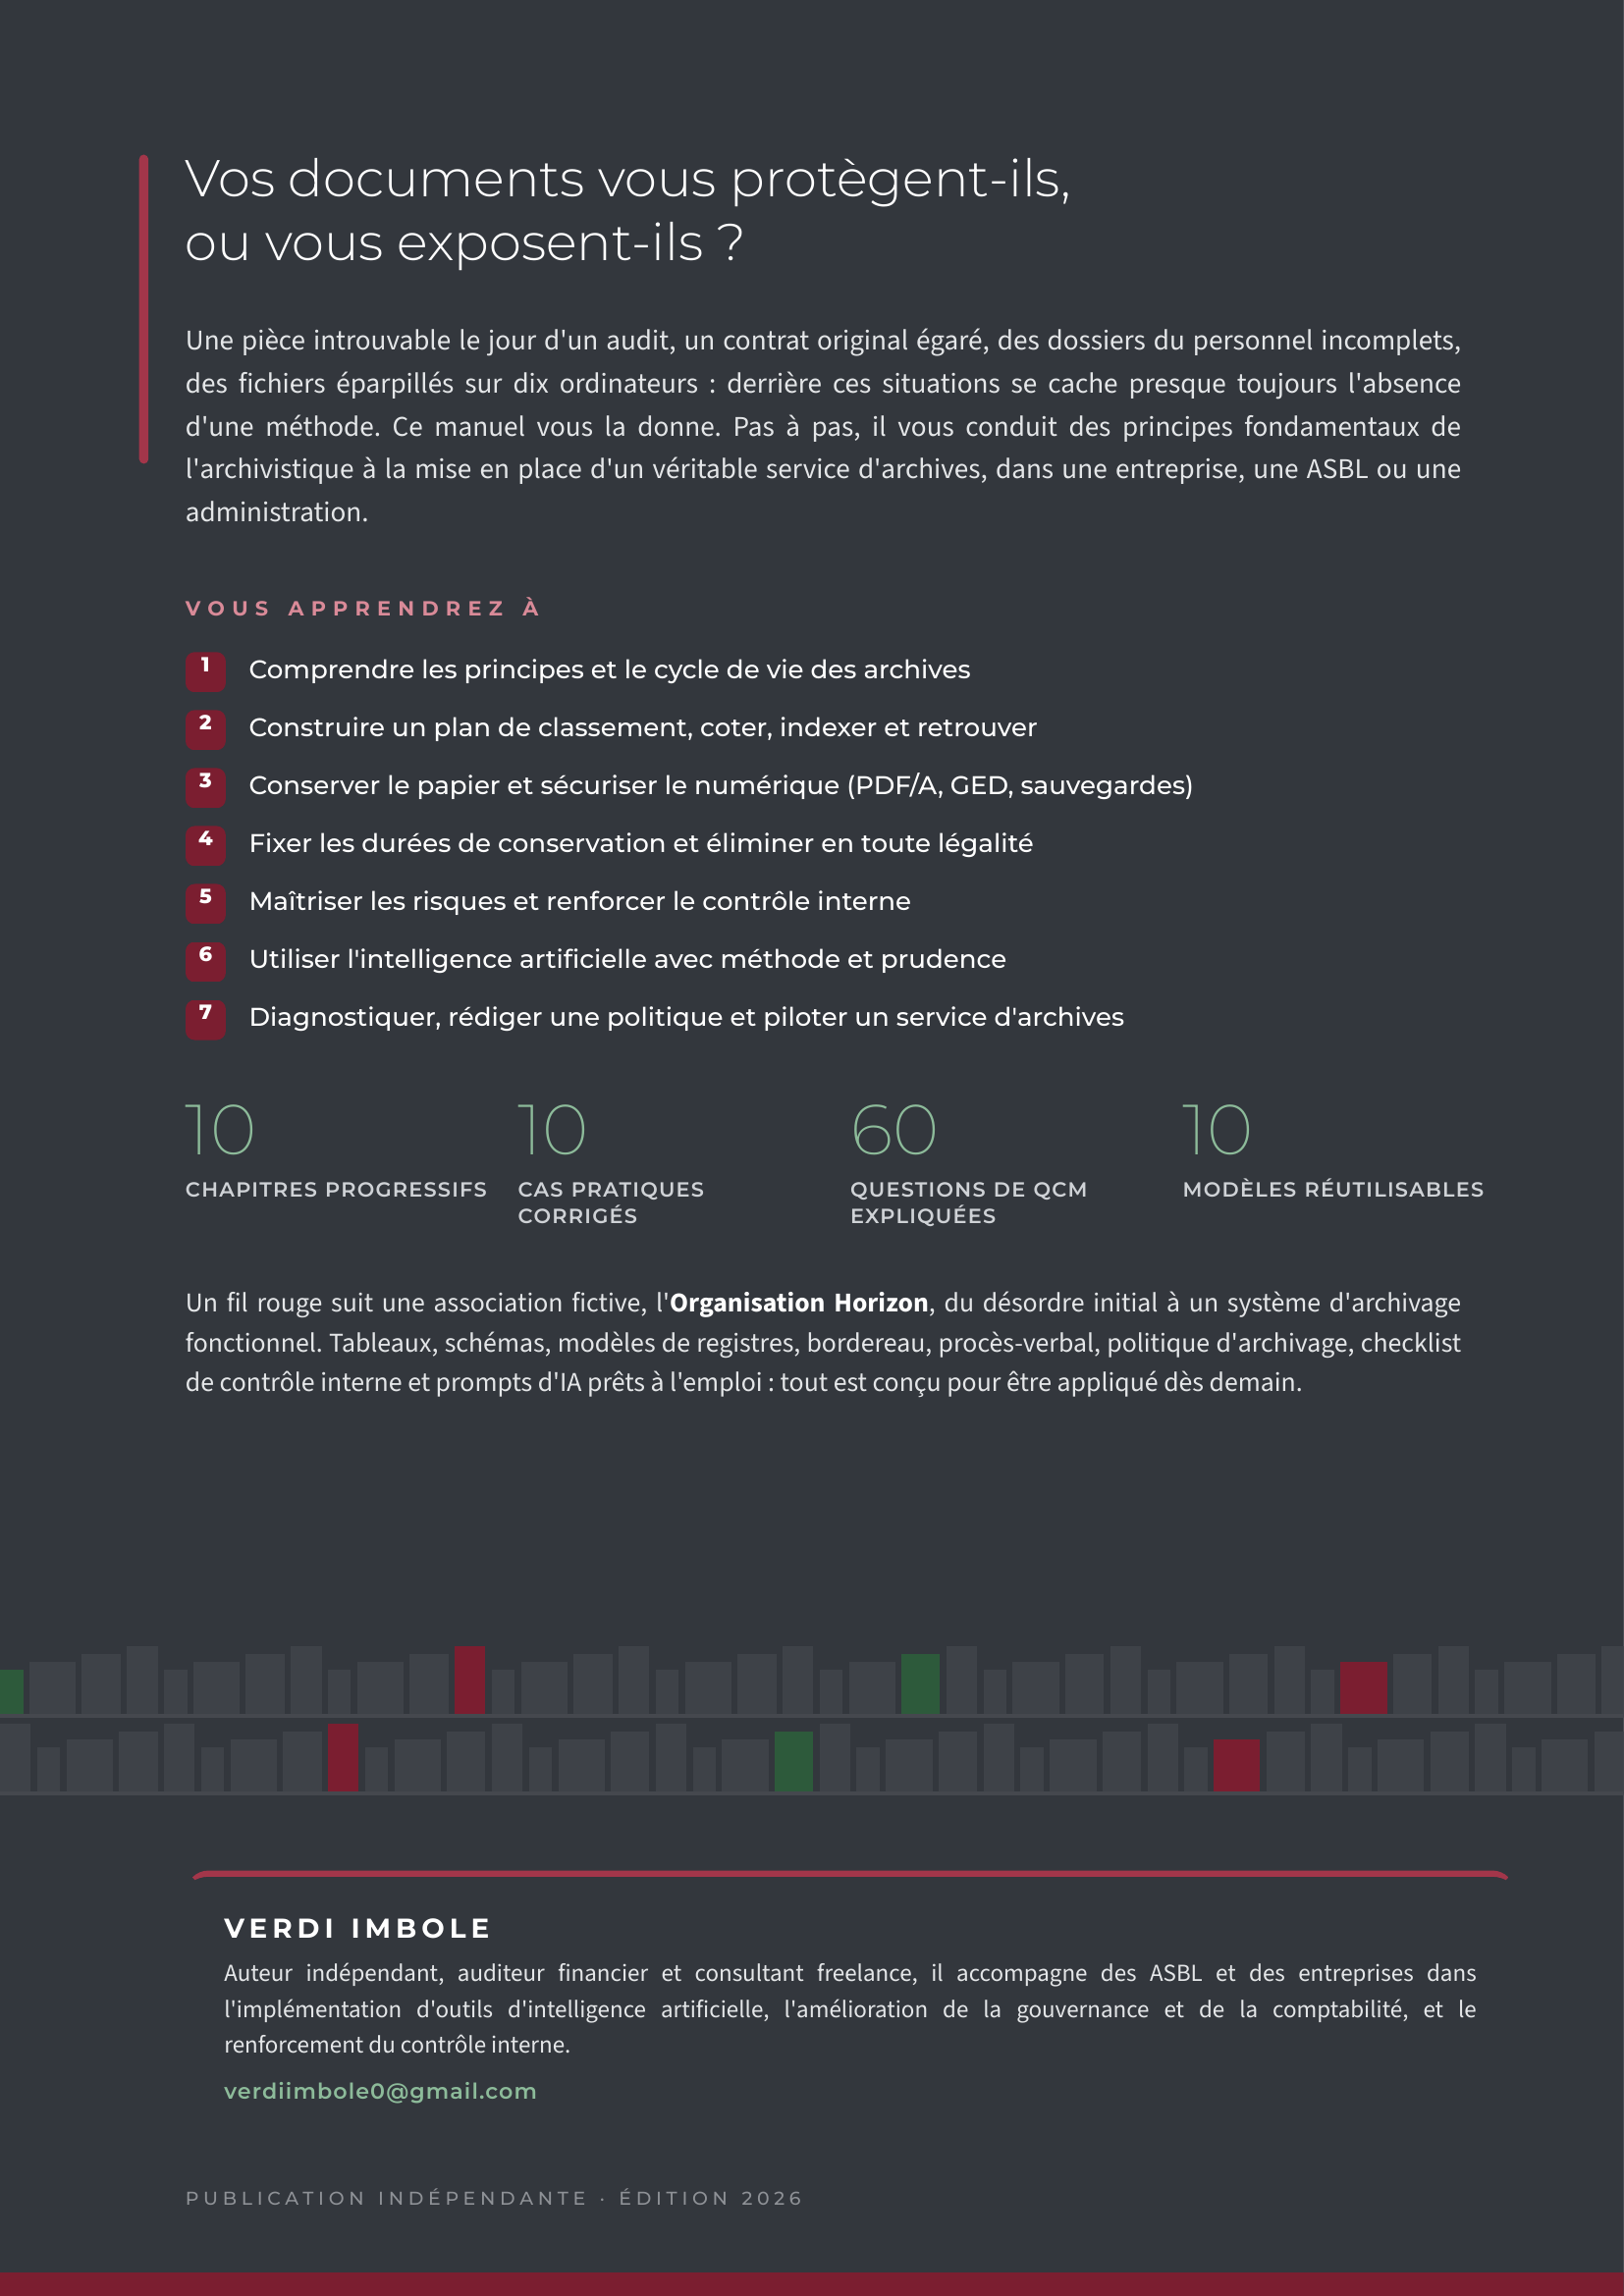 Vos documents vous protègent-ils,
ou vous exposent-ils ?
Une pièce introuvable le jour d'un audit, un contrat original égaré, des dossiers du personnel incomplets,
des fichiers éparpillés sur dix ordinateurs : derrière ces situations se cache presque toujours l'absence
d'une méthode. Ce manuel vous la donne. Pas à pas, il vous conduit des principes fondamentaux de
l'archivistique à la mise en place d'un véritable service d'archives, dans une entreprise, une ASBL ou une
administration.
VOUS APPRENDREZ À
1 Comprendre les principes et le cycle de vie des archives
2 Construire un plan de classement, coter, indexer et retrouver
3 Conserver le papier et sécuriser le numérique (PDF/A, GED, sauvegardes)
4 Fixer les durées de conservation et éliminer en toute légalité
5 Maîtriser les risques et renforcer le contrôle interne
6 Utiliser l'intelligence artificielle avec méthode et prudence
7 Diagnostiquer, rédiger une politique et piloter un service d'archives
10
CHAPITRES PROGRESSIFS
10
CAS PRATIQUES
CORRIGÉS
60
QUESTIONS DE QCM
EXPLIQUÉES
10
MODÈLES RÉUTILISABLES
Un fil rouge suit une association fictive, l'Organisation Horizon, du désordre initial à un système d'archivage
fonctionnel. Tableaux, schémas, modèles de registres, bordereau, procès-verbal, politique d'archivage, checklist
de contrôle interne et prompts d'IA prêts à l'emploi : tout est conçu pour être appliqué dès demain.
VERDI IMBOLE
Auteur indépendant, auditeur financier et consultant freelance, il accompagne des ASBL et des entreprises dans
l'implémentation d'outils d'intelligence artificielle, l'amélioration de la gouvernance et de la comptabilité, et le
renforcement du contrôle interne.
verdiimbole0@gmail.com
PUBLICATION INDÉPENDANTE · ÉDITION 2026